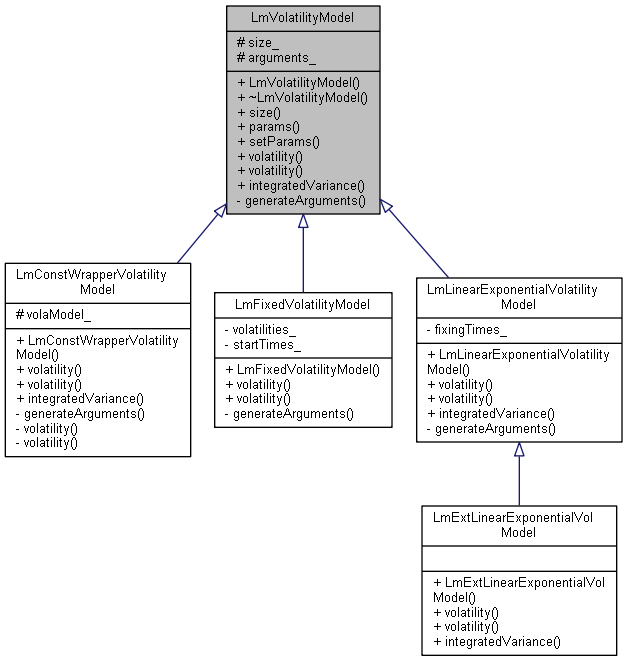 LmVolatilityModel
# size_
# arguments_
+ LmVolatilityModel()
+ ~LmVolatilityModel()
+ size()
+ params()
+ setParams()
+ volatility()
+ volatility()
+ integratedVariance()
- generateArguments()
LmConstWrapperVolatility
Model
# volaModel_
+ LmConstWrapperVolatility
Model()
+ volatility()
+ volatility()
+ integratedVariance()
- generateArguments()
- volatility()
- volatility()
LmFixedVolatilityModel
- volatilities_
- startTimes_
+ LmFixedVolatilityModel()
+ volatility()
+ volatility()
- generateArguments()
LmLinearExponentialVolatility
Model
- fixingTimes_
+ LmLinearExponentialVolatility
Model()
+ volatility()
+ volatility()
+ integratedVariance()
- generateArguments()
LmExtLinearExponentialVol
Model
+ LmExtLinearExponentialVol
Model()
+ volatility()
+ volatility()
+ integratedVariance()